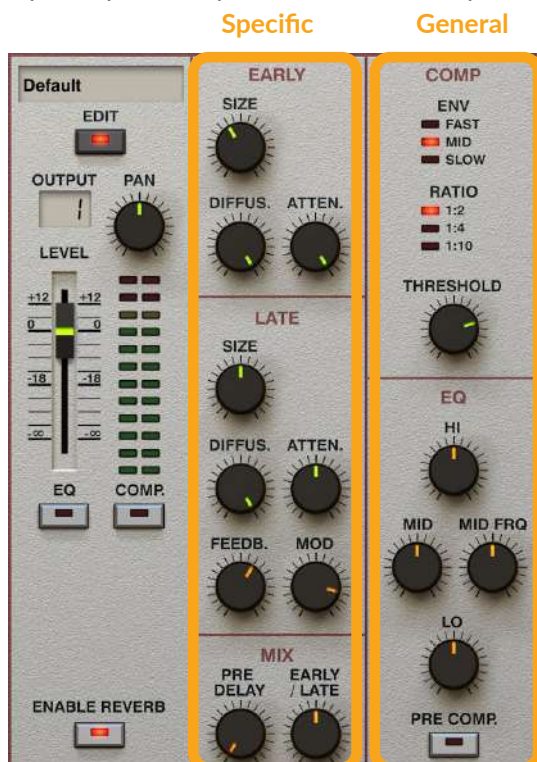 Specific
General
Default
EDIT
OUTPUT
PAN
1
LEVEL
+12 +12
0 0
-18 -18
-∞ -∞
EQ
COMP.
ENABLE REVERB
EARLY
SIZE
DIFFUS. ATTEN.
LATE
SIZE
DIFFUS. ATTEN.
FEEDB. MOD
MIX
PRE DELAY
EARLY / LATE
COMP
ENV
FAST
MID
SLOW
RATIO
1:2
1:4
1:10
THRESHOLD
EQ
HI
MID MID FRQ
LO
PRE COMP.